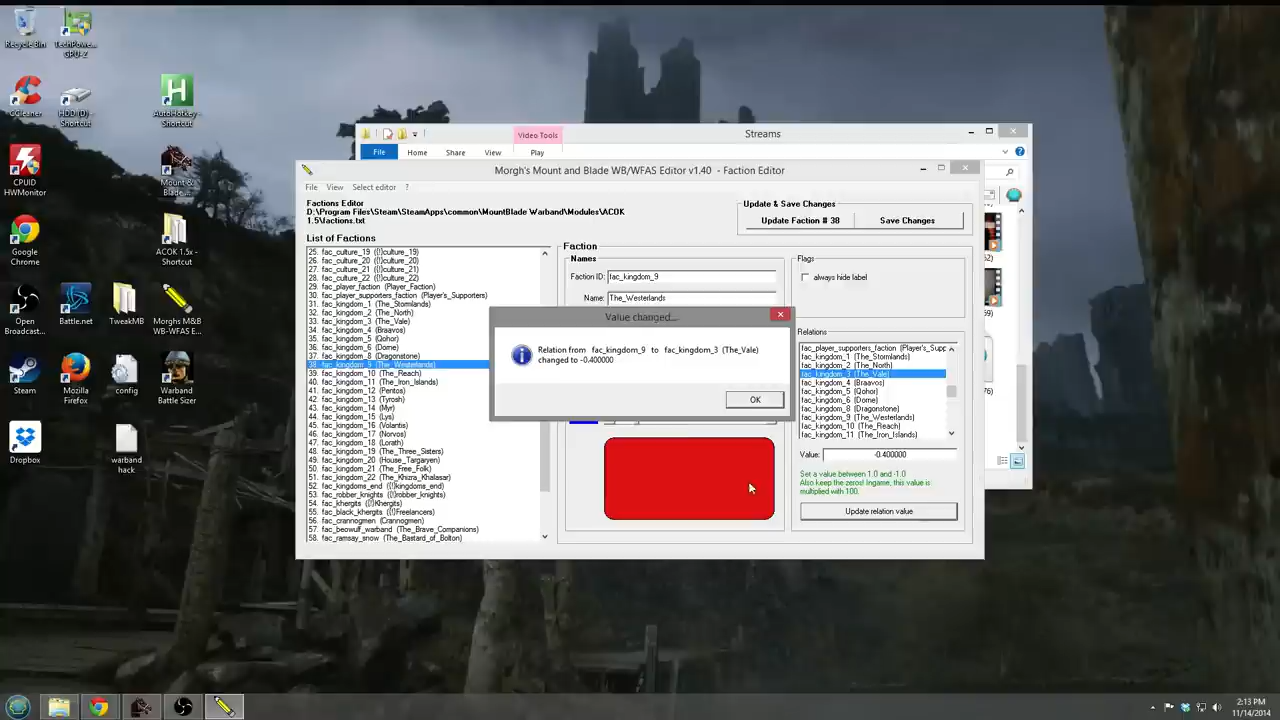 Recycle Bin
TechPowe...
GPU-Z
CCleaner
HDD (D) -
Shortcut
AutoHotkey -
Shortcut
CPUID
HWMonitor
Mount &
Blade...
Google
Chrome
ACOK 1.5x -
Shortcut
Open
Broadcast...
Battle.net
TweakMB
Morghs M&B
WB-WFAS E...
Steam
Mozilla
Firefox
config
Warband
Battle Sizer
Dropbox
warband
hack
Video Tools
Streams
File
Home
Share
View
Play
Morgh's Mount and Blade WB/WFAS Editor v1.40 - Faction Editor
File
View
Select editor
?
Factions Editor
D:\Program Files\Steam\SteamApps\common\MountBlade Warband\Modules\ACOK
1.5\factions.txt
Update & Save Changes
Update Faction # 38
Save Changes
List of Factions
25. fac_culture_19 ((!)culture_19)
26. fac_culture_20 ((!)culture_20)
27. fac_culture_21 ((!)culture_21)
28. fac_culture_22 ((!)culture_22)
29. fac_player_faction (Player_Faction)
30. fac_player_supporters_faction (Player's_Supporters)
31. fac_kingdom_1 (The_Stormlands)
32. fac_kingdom_2 (The_North)
33. fac_kingdom_3 (The_Vale)
34. fac_kingdom_4 (Braavos)
35. fac_kingdom_5 (Qohor)
36. fac_kingdom_6 (Dorne)
37. fac_kingdom_8 (Dragonstone)
38. fac_kingdom_9 (The_Westerlands)
39. fac_kingdom_10 (The_Reach)
40. fac_kingdom_11 (The_Iron_Islands)
41. fac_kingdom_12 (Pentos)
42. fac_kingdom_13 (Tyrosh)
43. fac_kingdom_14 (Myr)
44. fac_kingdom_15 (Lys)
45. fac_kingdom_16 (Volantis)
46. fac_kingdom_17 (Norvos)
47. fac_kingdom_18 (Lorath)
48. fac_kingdom_19 (The_Three_Sisters)
49. fac_kingdom_20 (House_Targaryen)
50. fac_kingdom_21 (The_Free_Folk)
51. fac_kingdom_22 (The_Khizra_Khalasar)
52. fac_kingdoms_end ((!)kingdoms_end)
53. fac_robber_knights ((!)robber_knights)
54. fac_khergits ((!)Khergits)
55. fac_black_khergits ((!)Freelancers)
56. fac_crannogmen (Crannogmen)
57. fac_beowulf_warband (The_Brave_Companions)
58. fac_ramsay_snow (The_Bastard_of_Bolton)
Faction
Names
Faction ID:
fac_kingdom_9
Name:
The_Westerlands
Flags
always hide label
Value changed...
Relation from fac_kingdom_9 to fac_kingdom_3 (The_Vale)
changed to -0.400000
OK
Relations
fac_player_supporters_faction (Player's_Supp
fac_kingdom_1 (The_Stormlands)
fac_kingdom_2 (The_North)
fac_kingdom_3 (The_Vale)
fac_kingdom_4 (Braavos)
fac_kingdom_5 (Qohor)
fac_kingdom_6 (Dorne)
fac_kingdom_8 (Dragonstone)
fac_kingdom_9 (The_Westerlands)
fac_kingdom_10 (The_Reach)
fac_kingdom_11 (The_Iron_Islands)
Value:
-0.400000
Set a value between 1.0 and -1.0
Also keep the zeros! Ingame, this value is
multiplied with 100.
Update relation value
62)
69)
76)
2:13 PM
11/14/2014